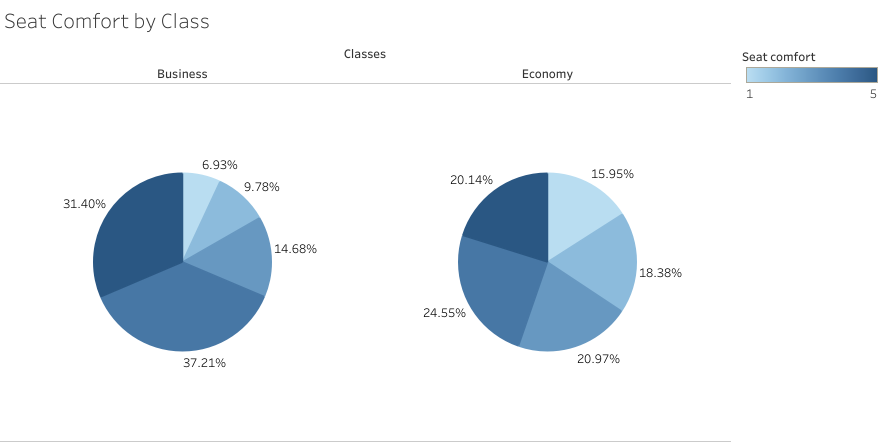 Seat Comfort by Class
Classes
Business
Economy
Seat comfort
1
5
6.93%
9.78%
14.68%
37.21%
31.40%
15.95%
18.38%
20.97%
24.55%
20.14%